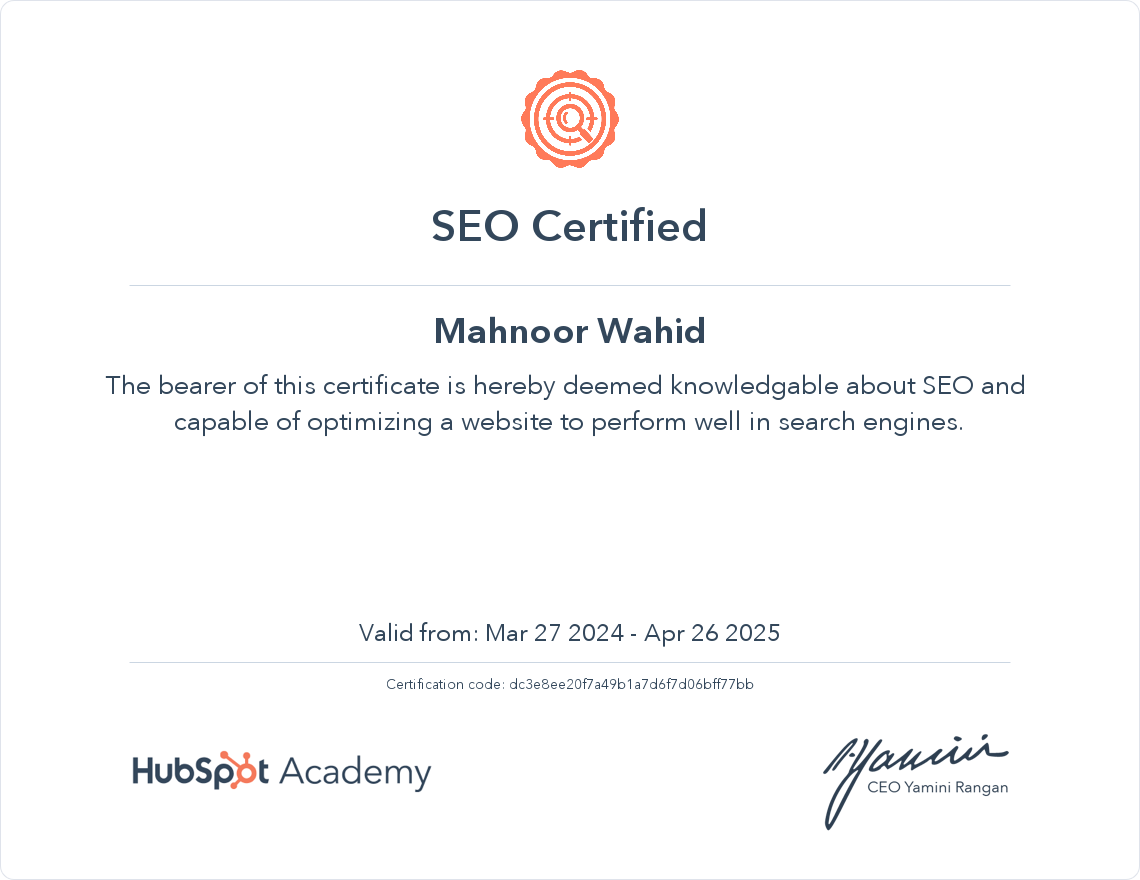 SEO Certified
Mahnoor Wahid
The bearer of this certificate is hereby deemed knowledgable about SEO and
capable of optimizing a website to perform well in search engines.
Valid from: Mar 27 2024 - Apr 26 2025
Certification code: dc3e8ee20f7a49b1a7d6f7d06bff77bb
HubSpot Academy
Yamini
CEO Yamini Rangan